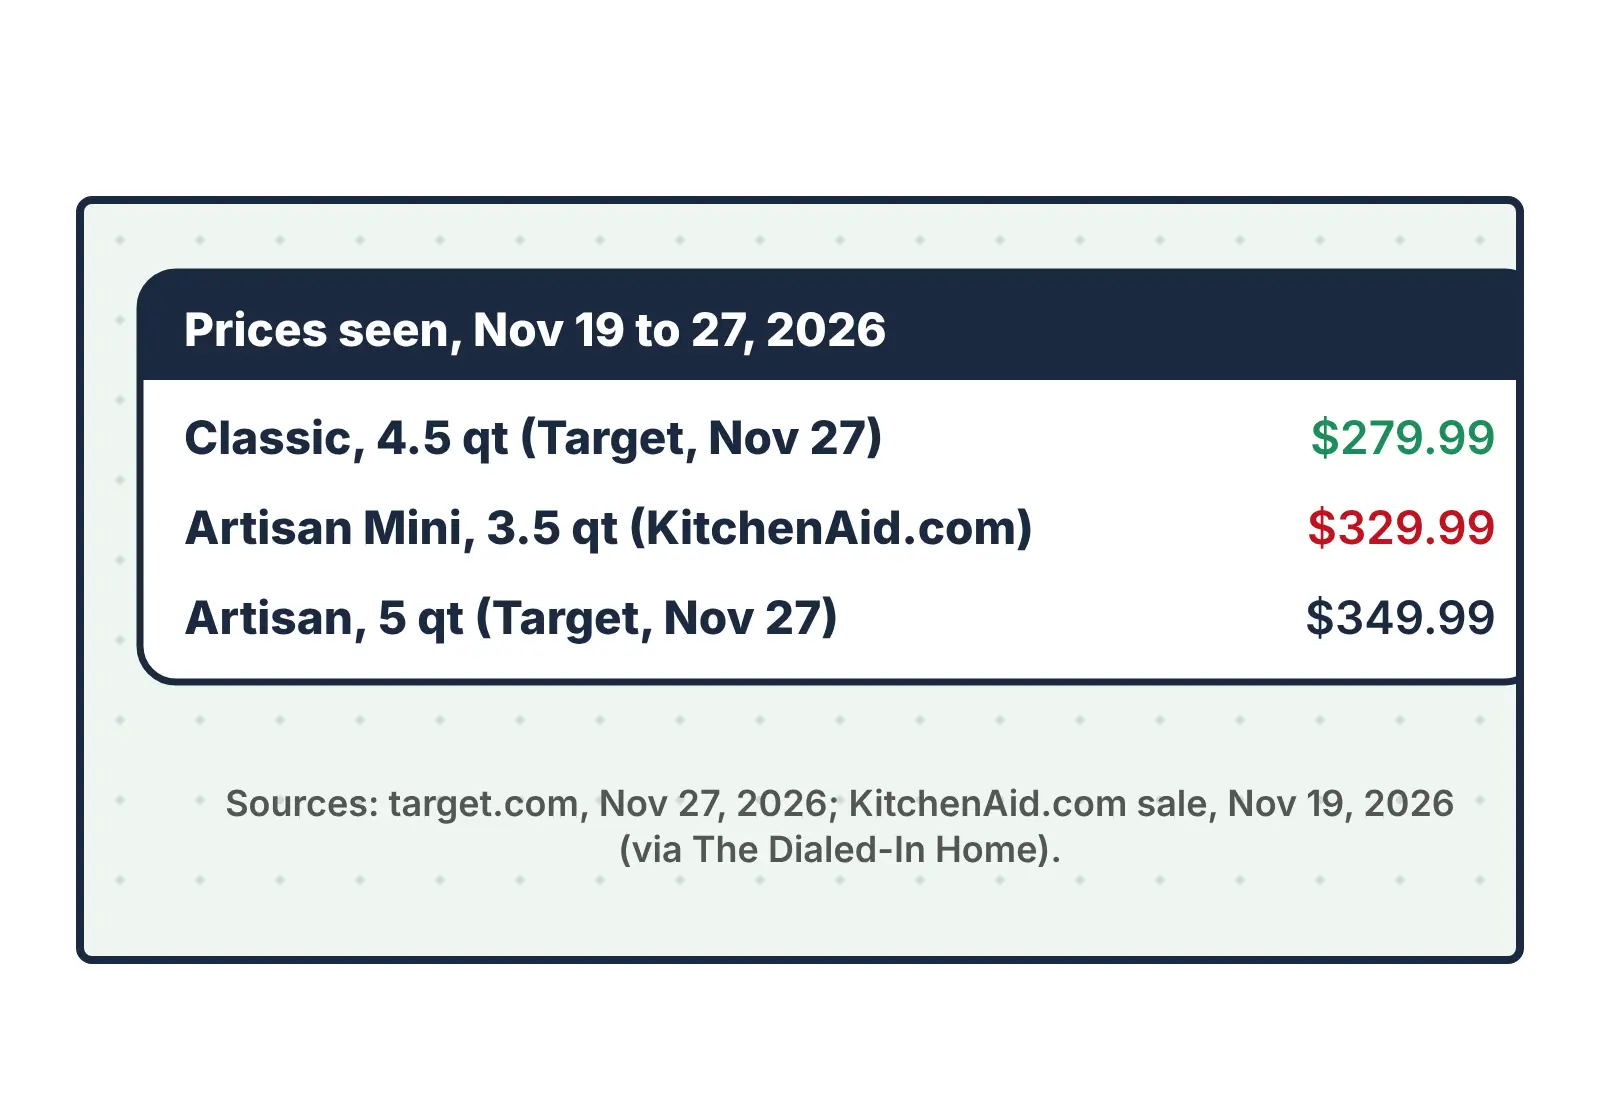 Prices seen, Nov 19 to 27, 2026
Classic, 4.5 qt (Target, Nov 27) $279.99
Artisan Mini, 3.5 qt (KitchenAid.com) $329.99
Artisan, 5 qt (Target, Nov 27) $349.99
Sources: target.com, Nov 27, 2026; KitchenAid.com sale, Nov 19, 2026
(via The Dialed-In Home).